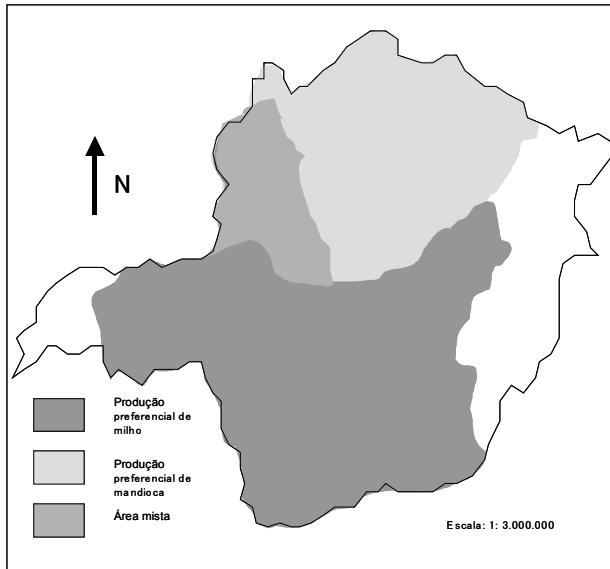 N
Produção
preferencial de
milho
Produção
preferencial de
mandioca
Área mista
Escala: 1: 3.000.000